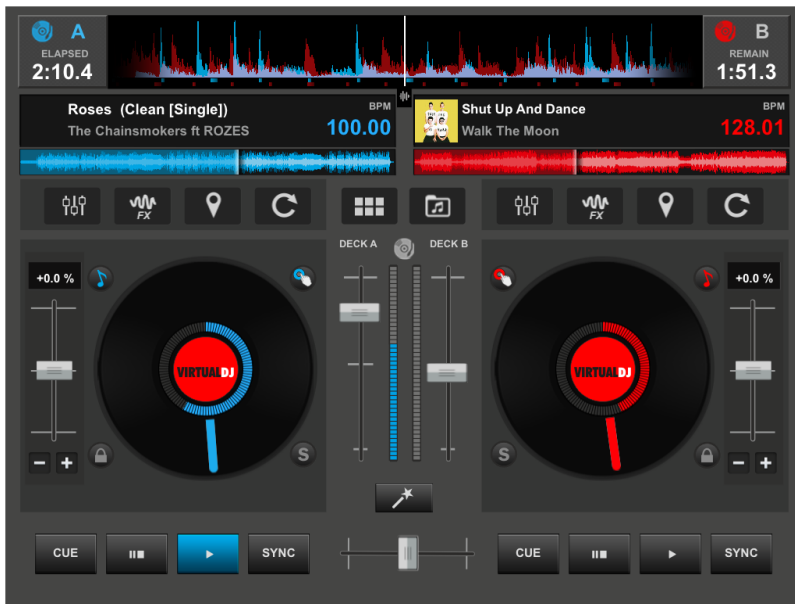 A
ELAPSED
2:10.4
B
REMAIN
1:51.3
Roses (Clean [Single])
BPM
The Chainsmokers ft ROZES
100.00
Shut Up And Dance
BPM
Walk The Moon
128.01
FX
FX
DECK A
DECK B
+0.0 %
+0.0 %
VIRTUALDJ
VIRTUALDJ
S
S
- +
- +
CUE
SYNC
CUE
SYNC